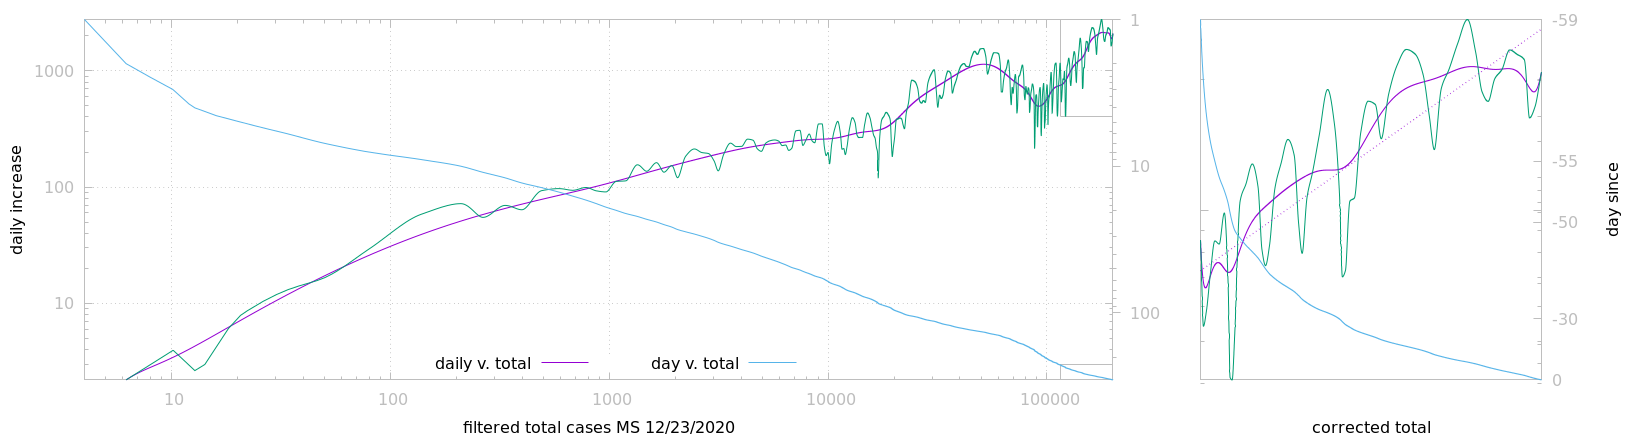 daily increase
1000
100
10
daily v. total
day v. total
10
100
1000
10000
100000
filtered total cases MS 12/23/2020
1
10
100
-59
-55
-50
-30
0
day since
corrected total